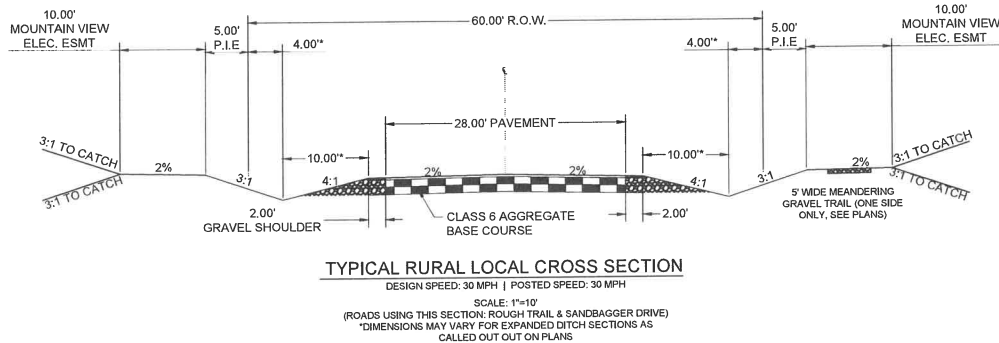 10.00'
MOUNTAIN VIEW
ELEC. ESMT
5.00'
P.I.E
4.00'*
60.00' R.O.W.
4.00'*
5.00'
P.I.E
10.00'
MOUNTAIN VIEW
ELEC. ESMT
℄
28.00' PAVEMENT
3:1 TO CATCH
3:1 TO CATCH
2%
3:1
10.00'*
4:1
2%
2%
10.00'*
4:1
3:1
2%
3:1 TO CATCH
3:1 TO CATCH
2.00'
GRAVEL SHOULDER
CLASS 6 AGGREGATE
BASE COURSE
2.00'
5' WIDE MEANDERING
GRAVEL TRAIL (ONE SIDE
ONLY, SEE PLANS)
TYPICAL RURAL LOCAL CROSS SECTION
DESIGN SPEED: 30 MPH | POSTED SPEED: 30 MPH
SCALE: 1"=10'
(ROADS USING THIS SECTION: ROUGH TRAIL & SANDBAGGER DRIVE)
*DIMENSIONS MAY VARY FOR EXPANDED DITCH SECTIONS AS
CALLED OUT OUT ON PLANS